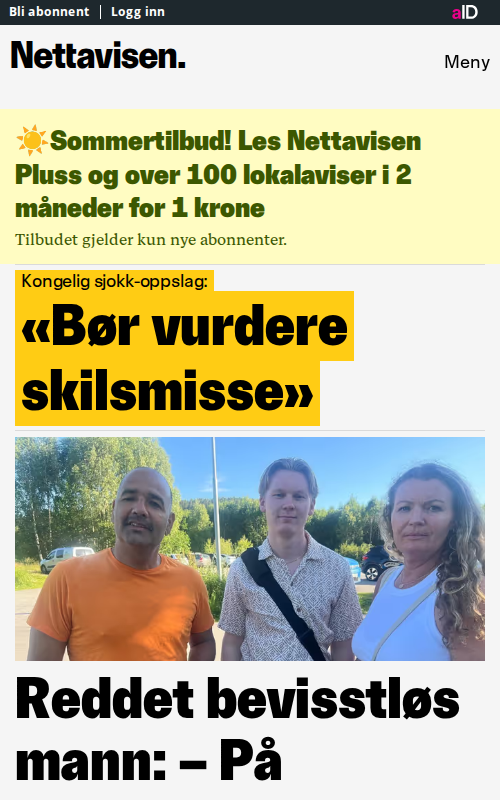 Bli abonnent | Logg inn
aID
Nettavisen.
Meny
☀️Sommertilbud! Les Nettavisen
Pluss og over 100 lokalaviser i 2
måneder for 1 krone
Tilbudet gjelder kun nye abonnenter.
Kongelig sjokk-oppslag:
«Bør vurdere
skilsmisse»
Reddet bevisstløs
mann: – På